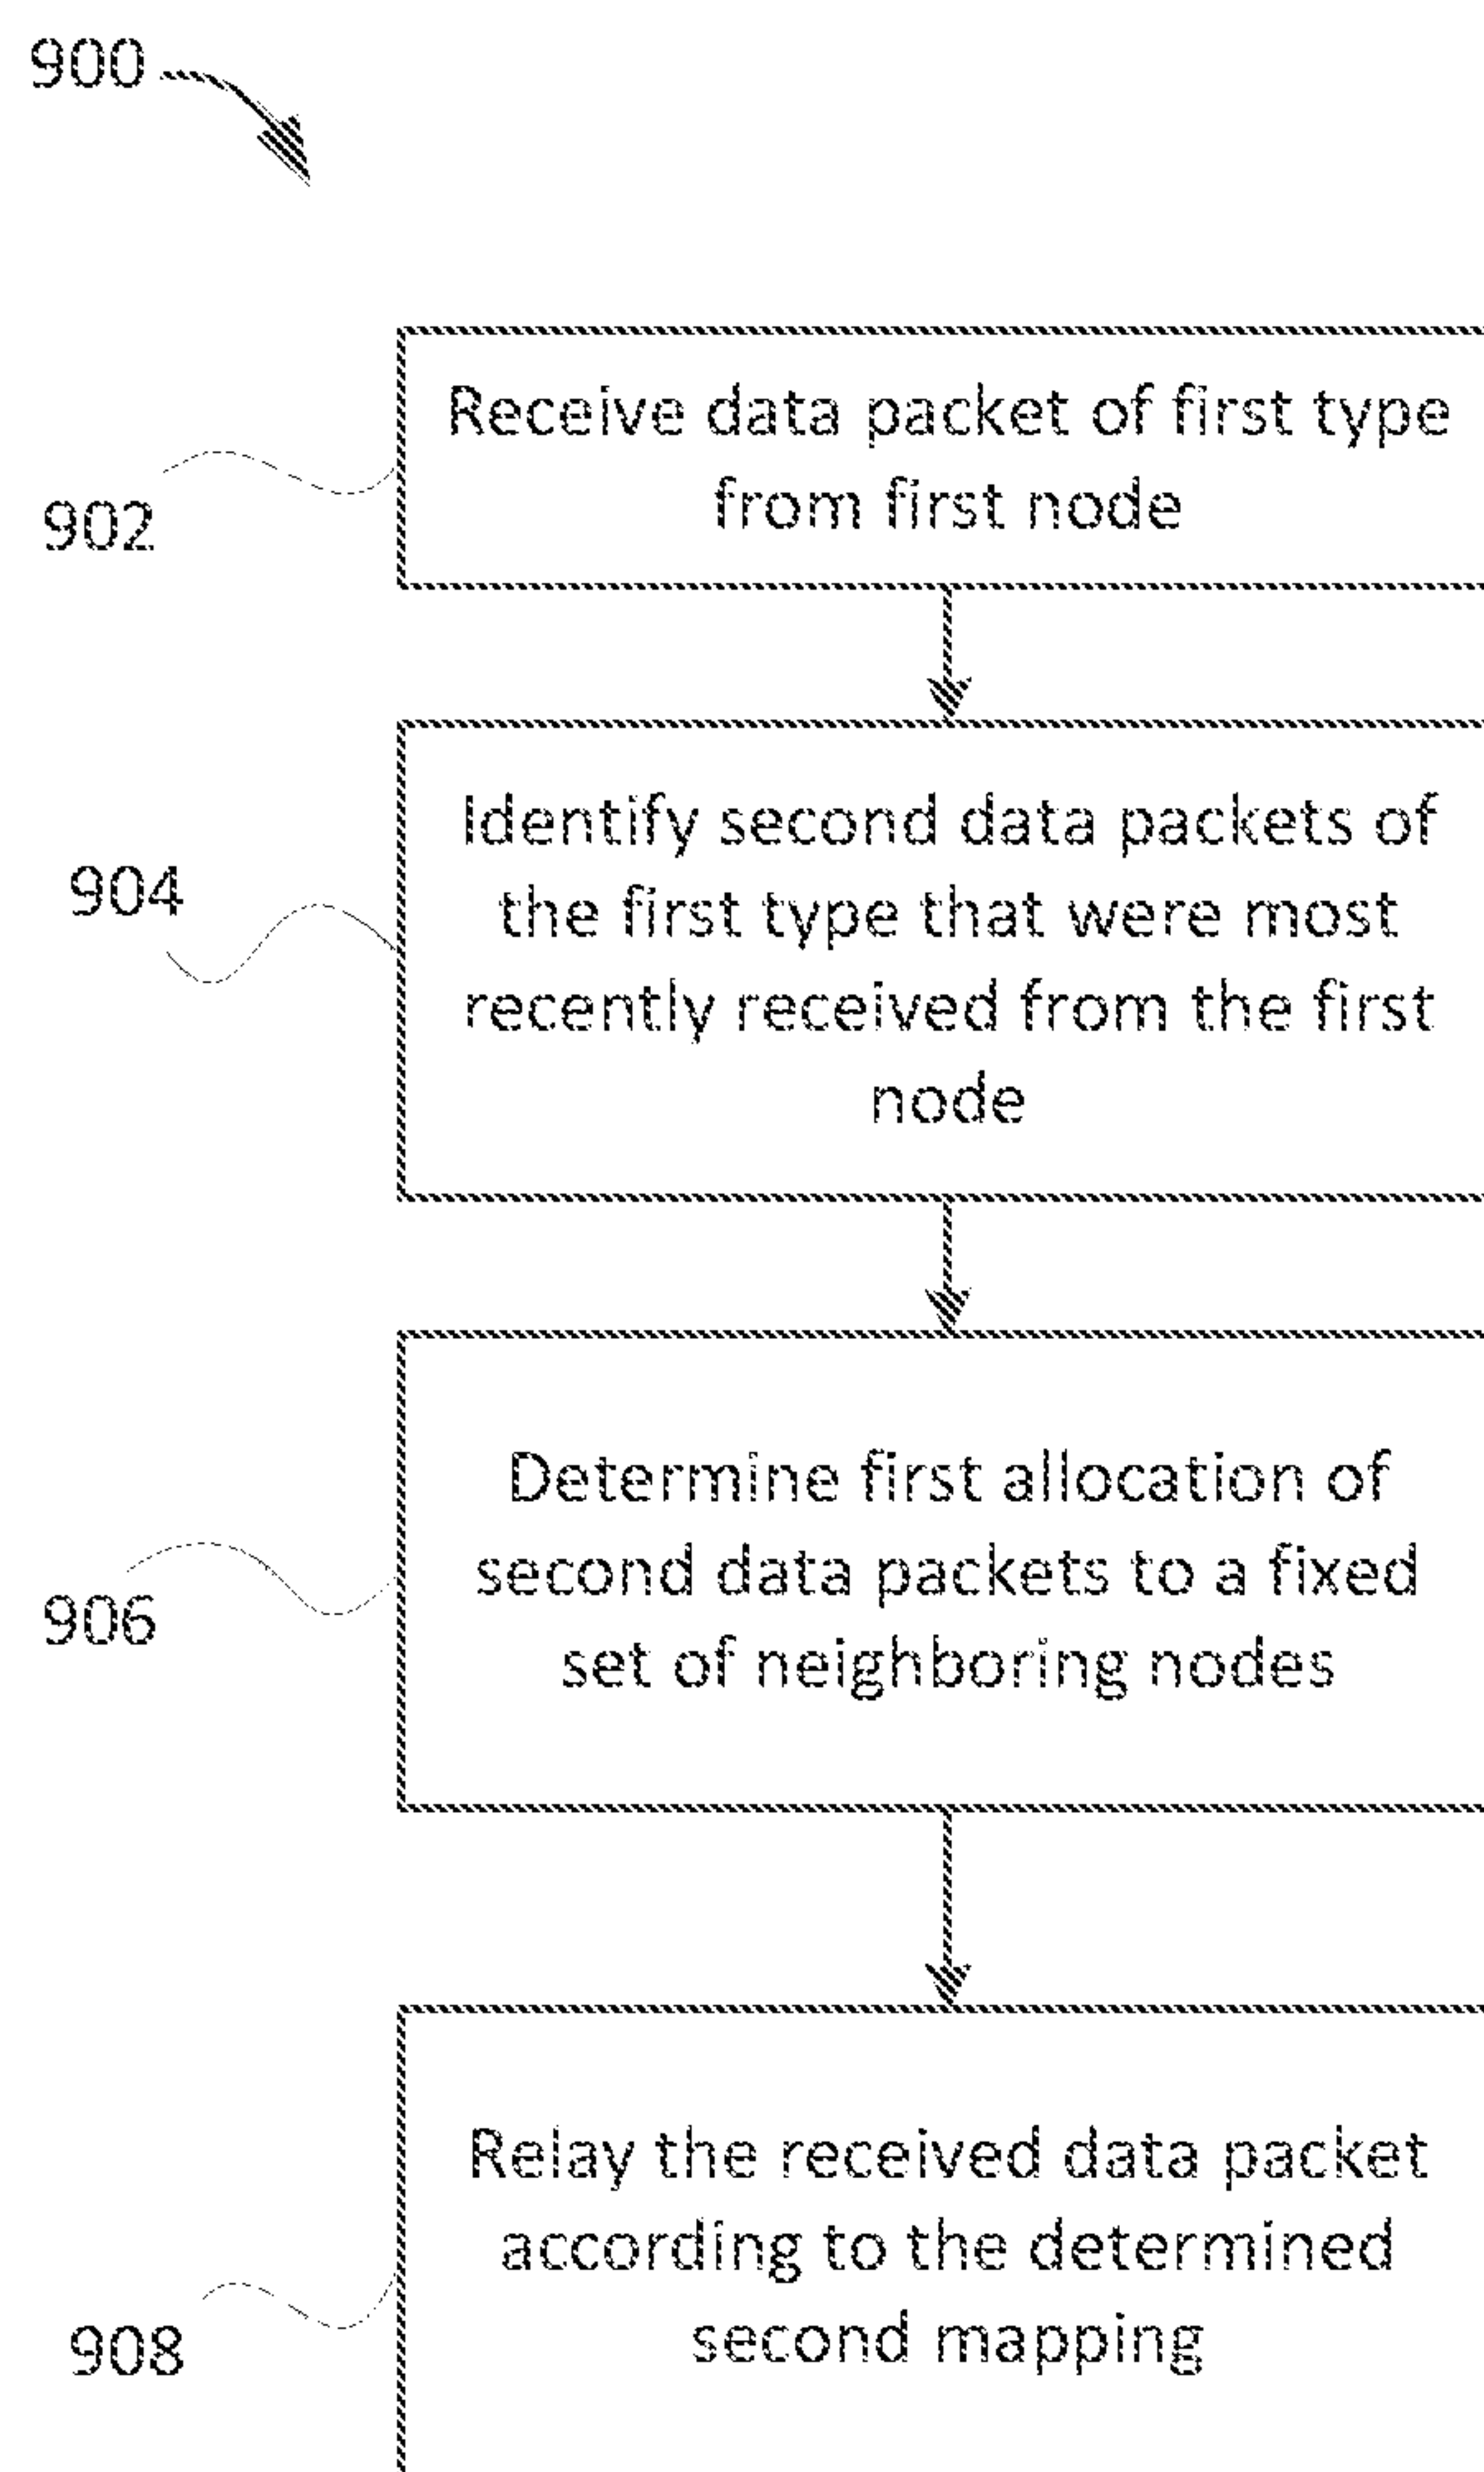 900
Receive data packet of first type
from first node
902
Identify second data packets of
the first type that were most
recently received from the first
node
904
Determine first allocation of
second data packets to a fixed
set of neighboring nodes
906
Relay the received data packet
according to the determined
second mapping
908